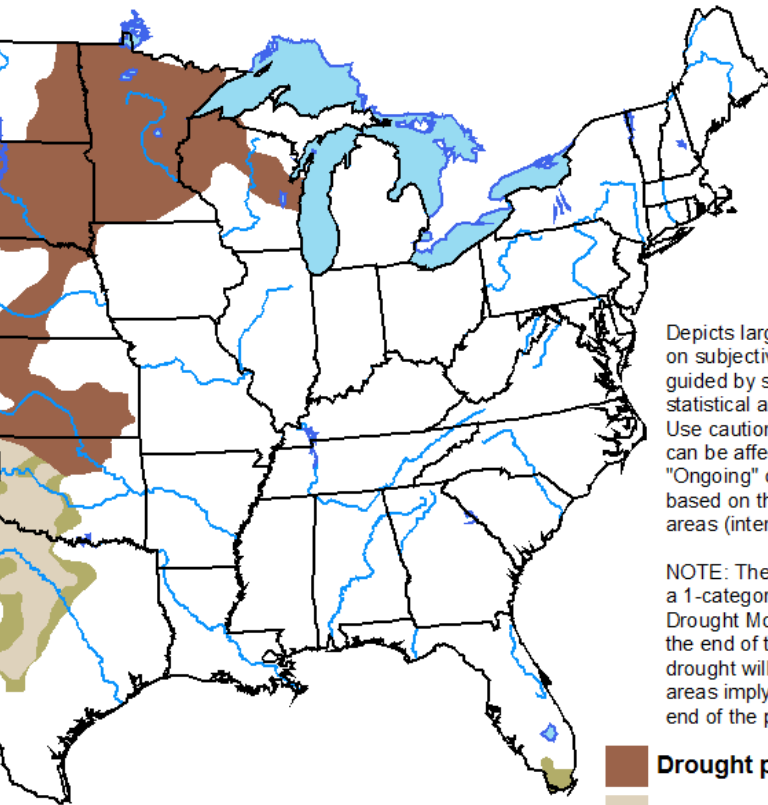 Depicts larg
on subjectiv
guided by s
statistical a
Use caution
can be affe
"Ongoing" d
based on th
areas (inter
NOTE: The
a 1-categor
Drought Mo
the end of t
drought will
areas imply
end of the p
Drought p